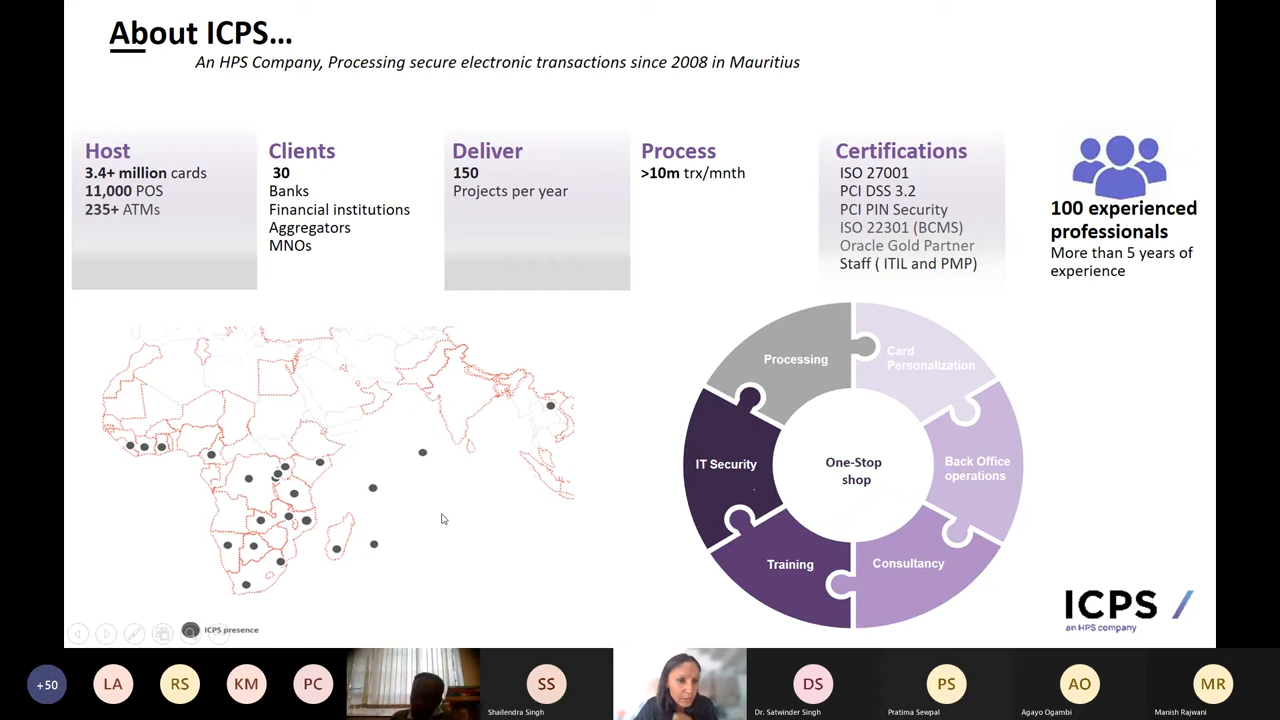 About ICPS...
An HPS Company, Processing secure electronic transactions since 2008 in Mauritius
Host
3.4+ million cards
11,000 POS
235+ ATMs
Clients
30
Banks
Financial institutions
Aggregators
MNOs
Deliver
150
Projects per year
Process
>10m trx/mnth
Certifications
ISO 27001
PCI DSS 3.2
PCI PIN Security
ISO 22301 (BCMS)
Oracle Gold Partner
Staff ( ITIL and PMP)
100 experienced
professionals
More than 5 years of
experience
Processing
Card
Personalization
IT Security
One-Stop
shop
Back Office
operations
Training
Consultancy
ICPS presence
ICPS
an HPS company
+50
LA
RS
KM
PC
SS
Shailendra Singh
DS
Dr. Satwinder Singh
PS
Pratima Sewpal
AO
Agayo Ogambi
MR
Manish Rajwani